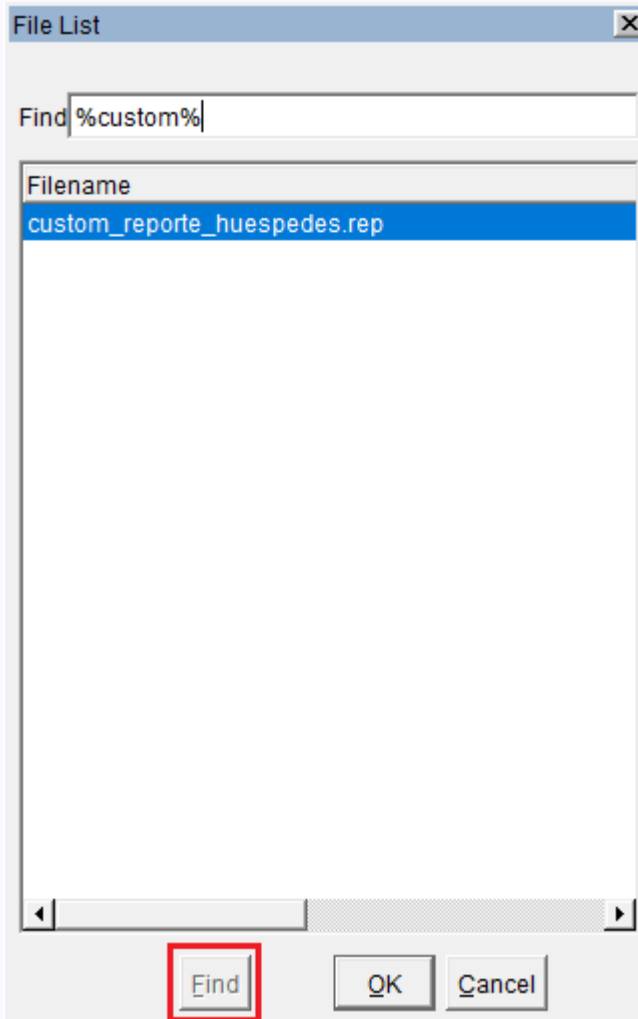 File List
Find %custom%
Filename
custom_reporte_huespedes.rep
Find OK Cancel